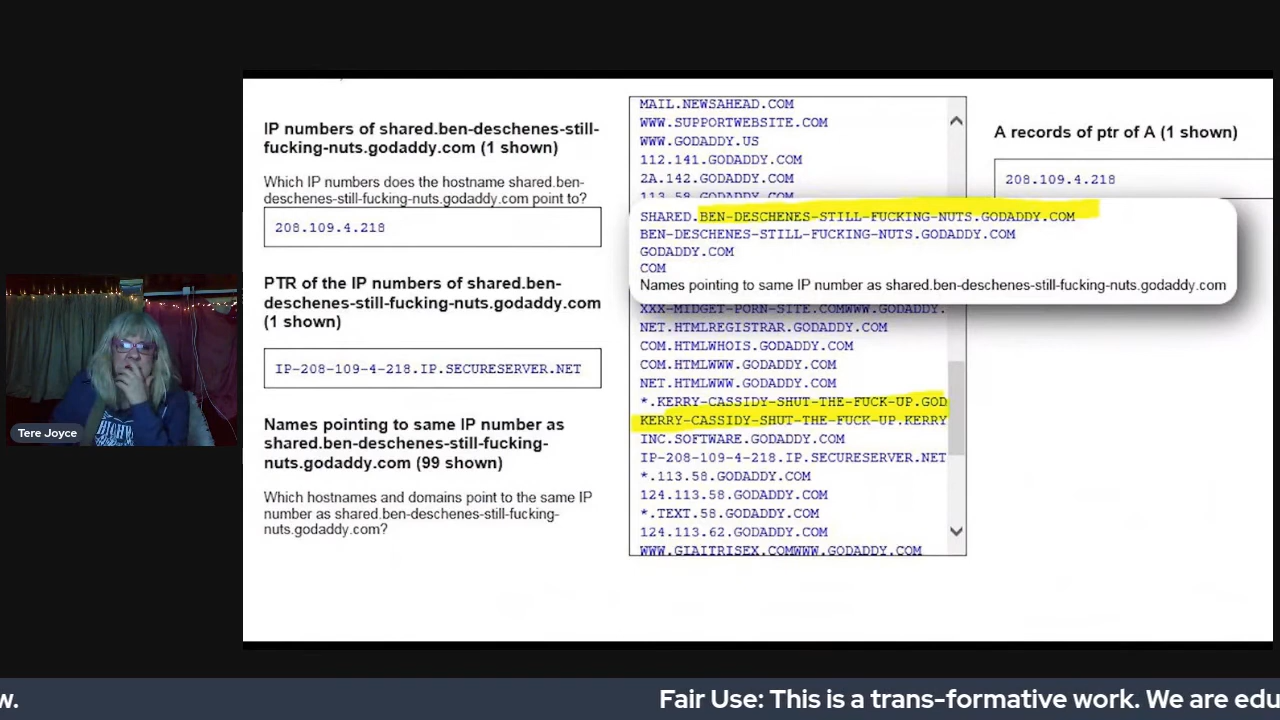 IP numbers of shared.ben-deschenes-still-
fucking-nuts.godaddy.com (1 shown)
Which IP numbers does the hostname shared.ben-
deschenes-still-fucking-nuts.godaddy.com point to?
208.109.4.218
PTR of the IP numbers of shared.ben-
deschenes-still-fucking-nuts.godaddy.com
(1 shown)
IP-208-109-4-218.IP.SECURESERVER.NET
Names pointing to same IP number as
shared.ben-deschenes-still-fucking-
nuts.godaddy.com (99 shown)
Which hostnames and domains point to the same IP
number as shared.ben-deschenes-still-fucking-
nuts.godaddy.com?
MAIL.NEWSAHEAD.COM
WWW.SUPPORTWEBSITE.COM
WWW.GODADDY.US
112.141.GODADDY.COM
2A.142.GODADDY.COM
113.58.GODADDY.COM
SHARED.BEN-DESCHENES-STILL-FUCKING-NUTS.GODADDY.COM
BEN-DESCHENES-STILL-FUCKING-NUTS.GODADDY.COM
GODADDY.COM
COM
Names pointing to same IP number as shared.ben-deschenes-still-fucking-nuts.godaddy.com
XXX-MIDGET-PORN-SITE.COMWWW.GODADDY.
NET.HTMLREGISTRAR.GODADDY.COM
COM.HTMLWHOIS.GODADDY.COM
COM.HTMLWWW.GODADDY.COM
NET.HTMLWWW.GODADDY.COM
*.KERRY-CASSIDY-SHUT-THE-FUCK-UP.GOD
KERRY-CASSIDY-SHUT-THE-FUCK-UP.KERRY
INC.SOFTWARE.GODADDY.COM
IP-208-109-4-218.IP.SECURESERVER.NET
*.113.58.GODADDY.COM
124.113.58.GODADDY.COM
*.TEXT.58.GODADDY.COM
124.113.62.GODADDY.COM
WWW.GIAITRISEX.COMWWW.GODADDY.COM
A records of ptr of A (1 shown)
208.109.4.218
Tere Joyce
w.
Fair Use: This is a trans-formative work. We are edu